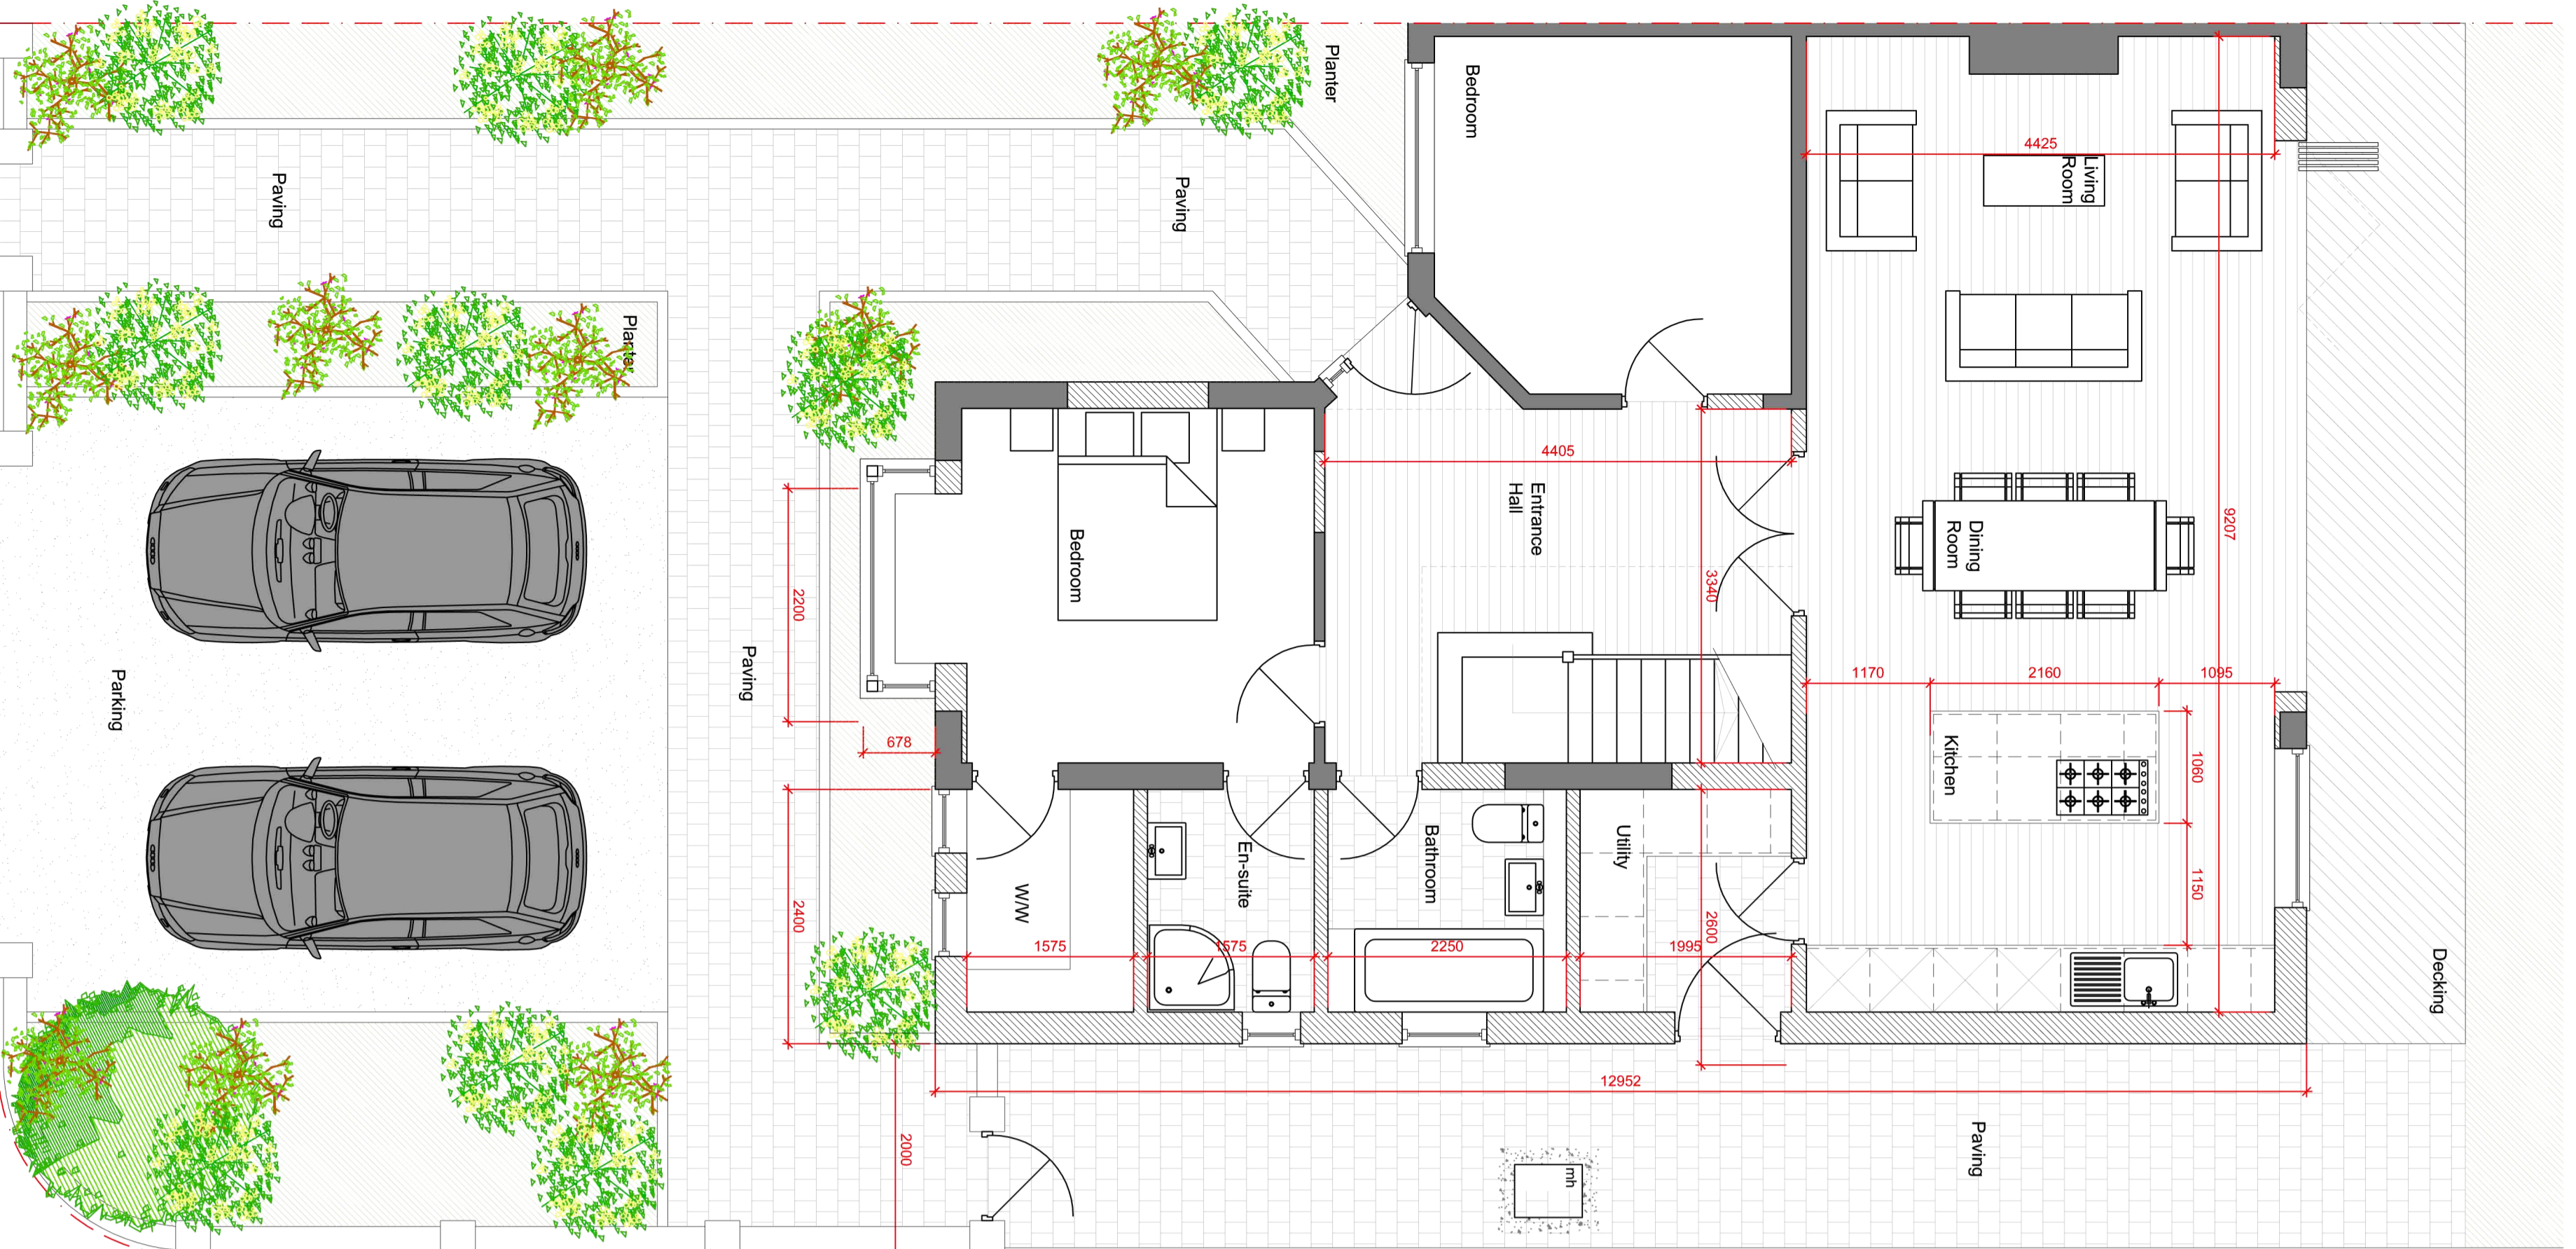 Planter
Bedroom
Living
Room
4425
Paving
Paving
Planter
9207
4405
Entrance
Hall
Dining
Room
Bedroom
3340
2200
Paving
Parking
678
1170
2160
1095
Kitchen
1060
1150
Utility
Bathroom
En-suite
W/W
2400
2600
1575
1575
2250
1995
Decking
12952
2000
Paving
mh